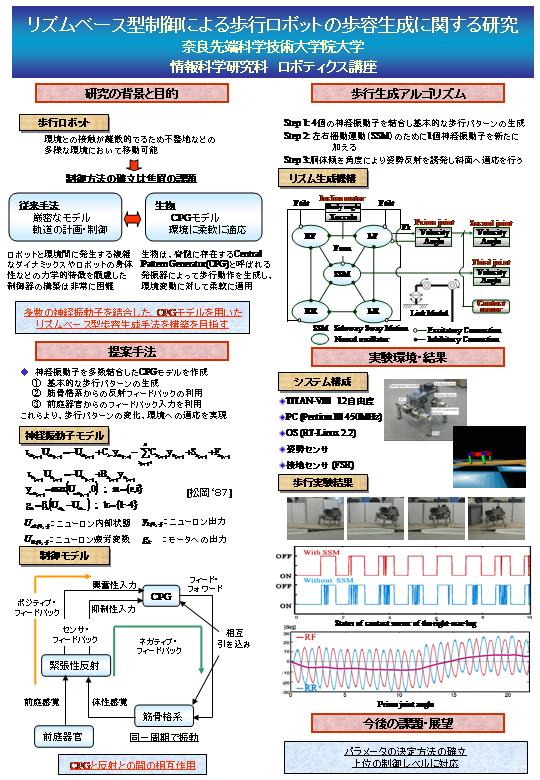 リズムベース型制御による歩行ロボットの歩容生成に関する研究
奈良先端科学技術大学院大学
情報科学研究科 ロボティクス講座
研究の背景と目的
歩行ロボット
環境との接触が離散的でるため不整地などの
多様な環境において移動可能
制御方法の確立は重要の課題
従来手法
厳密なモデル
軌道の計画・制御
生物
CPGモデル
環境に柔軟に適応
ロボットと環境間に発生する複雑
なダイナミックスやロボットの身体
性などの力学的特徴を顧慮した
制御器の構築は非常に困難
生物は、脊髄に存在するCentral
Pattern Generator(CPG)と呼ばれる
発振器によって歩行動作を生成し、
環境変動に対して柔軟に適用
多数の神経振動子を結合した、CPGモデルを用いた
リズムベース型歩容生成手法を構築を目指す
提案手法
◆ 神経振動子を多数結合したCPGモデルを作成
① 基本的な歩行パターンの生成
② 筋骨格系からの反射フィードバックの利用
③ 前庭器官からのフィードバック入力を利用
これらより、歩行パターンの変化、環境への適応を実現
神経振動子モデル
[松岡 '87]
ニューロン内部状態
ニューロン出力
ニューロン疲労変数
モータへの出力
制御モデル
興奮性入力
CPG
フィード・
フォワード
ポジティブ・
フィードバック
抑制性入力
センサ・
フィードバック
ネガティブ・
フィードバック
相互
引き込み
緊張性反射
前庭感覚
体性感覚
筋骨格系
前庭器官
同一周期で振動
CPGと反射との間の相互作用
歩行生成アルゴリズム
Step 1: 4個の神経振動子を結合し基本的な歩行パターンの生成
Step 2: 左右揺動運動(SSM)のために1個神経振動子を新たに
加える
Step 3: 胴体傾き角度により姿勢反射を誘発し斜面へ適応を行う
リズム生成機構
RF
LF
SSM
RR
LR
Velocity
Angle
Second joint
Velocity
Angle
Third joint
Velocity
Angle
Link Model
Contact
sensor
SSM Sideway Sway Motion
Neural oscillator
Excitatory Connection
Inhibitory Connection
実験環境・結果
システム構成
◆TITAN-VIII 12自由度
◆PC (Pentium III 450MHz)
◆OS (RT-Linux 2.2)
◆姿勢センサ
◆接地センサ (FSR)
歩行実験結果
OFF
ON
With SSM
OFF
ON
Without SSM
Status of contact sensor of the right-rear-leg
[deg]
RF
RR
0
5
10
15
20
Prism joint angle
今後の課題・展望
パラメータの決定方法の確立
上位の制御レベルに対応